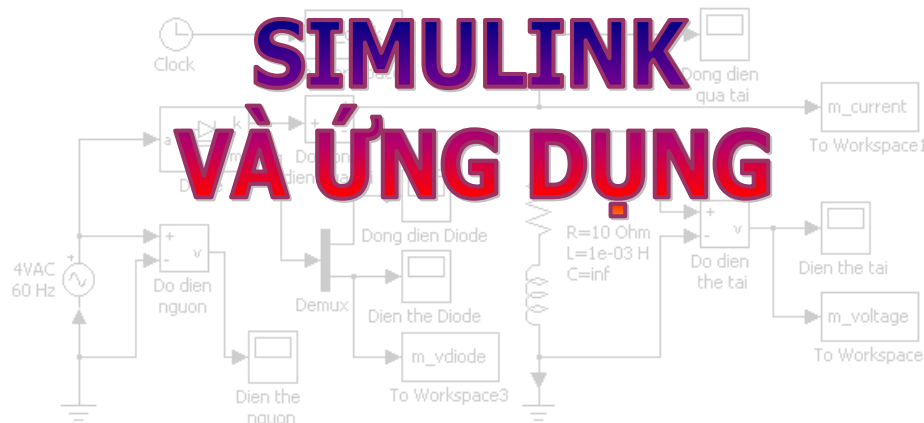 SIMULINK
VÀ ỨNG DỤNG
Clock
Dong dien
qua tai
m_current
To Workspace1
a
k
m
+
-
+
-
v
Do dien
nguon
4VAC
60 Hz
+
Demux
Dong dien Diode
Dien the Diode
m_vdiode
To Workspace3
Dien the
nguon
R=10 Ohm
L=1e-03 H
C=inf
+
-
v
Do dien
the tai
Dien the tai
m_voltage
To Workspace